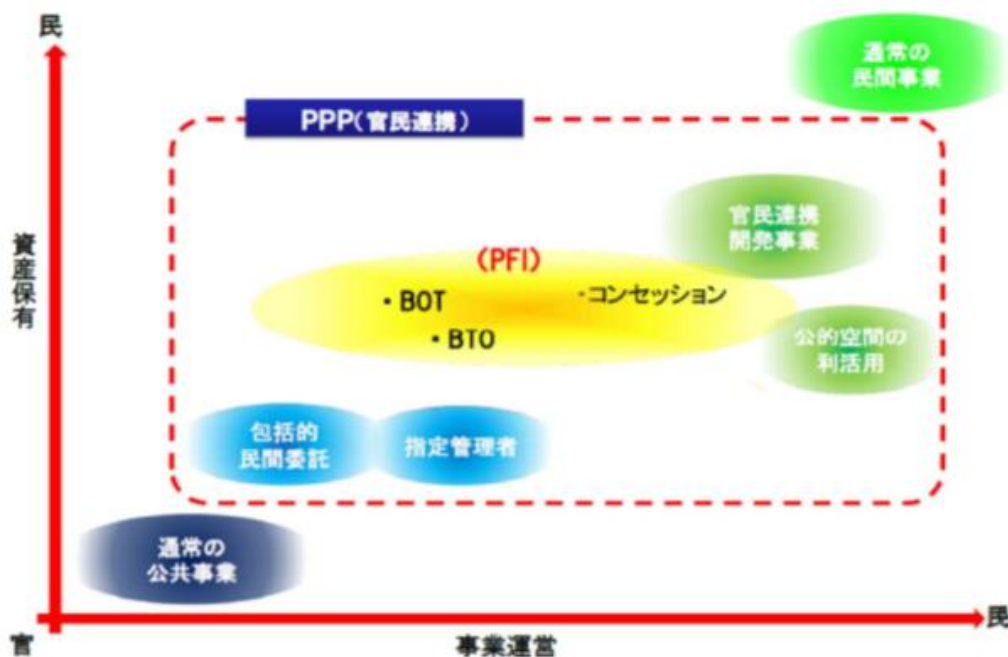 民
通常の
民間事業
PPP(官民連携)
官民連携
開発事業
資産保有
(PFI)
・BOT
・コンセッション
・BTO
公的空間の
利活用
包括的
民間委託
指定管理者
通常の
公共事業
官
事業運営
民